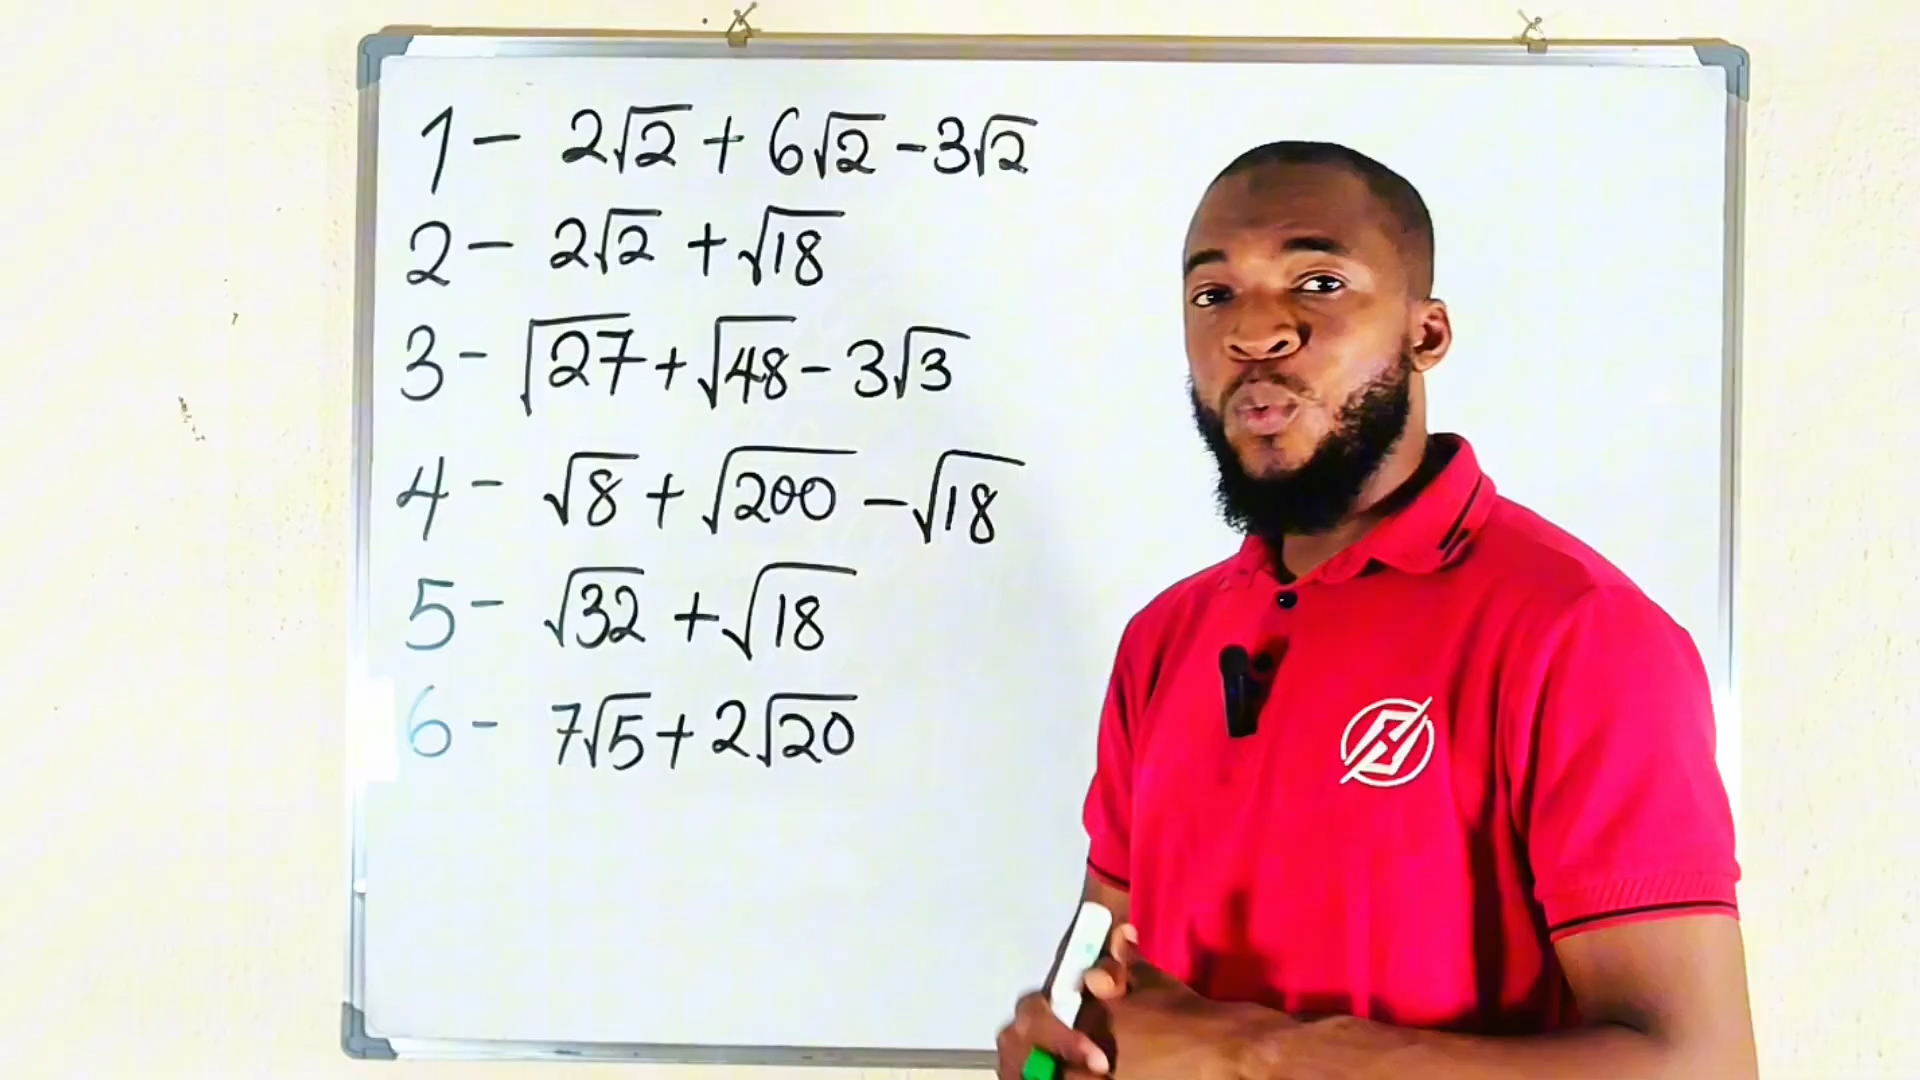 1 - 2√2 + 6√2 - 3√2
2 - 2√2 + √18
3 - √27 + √48 - 3√3
4 - √8 + √200 - √18
5 - √32 + √18
6 - 7√5 + 2√20